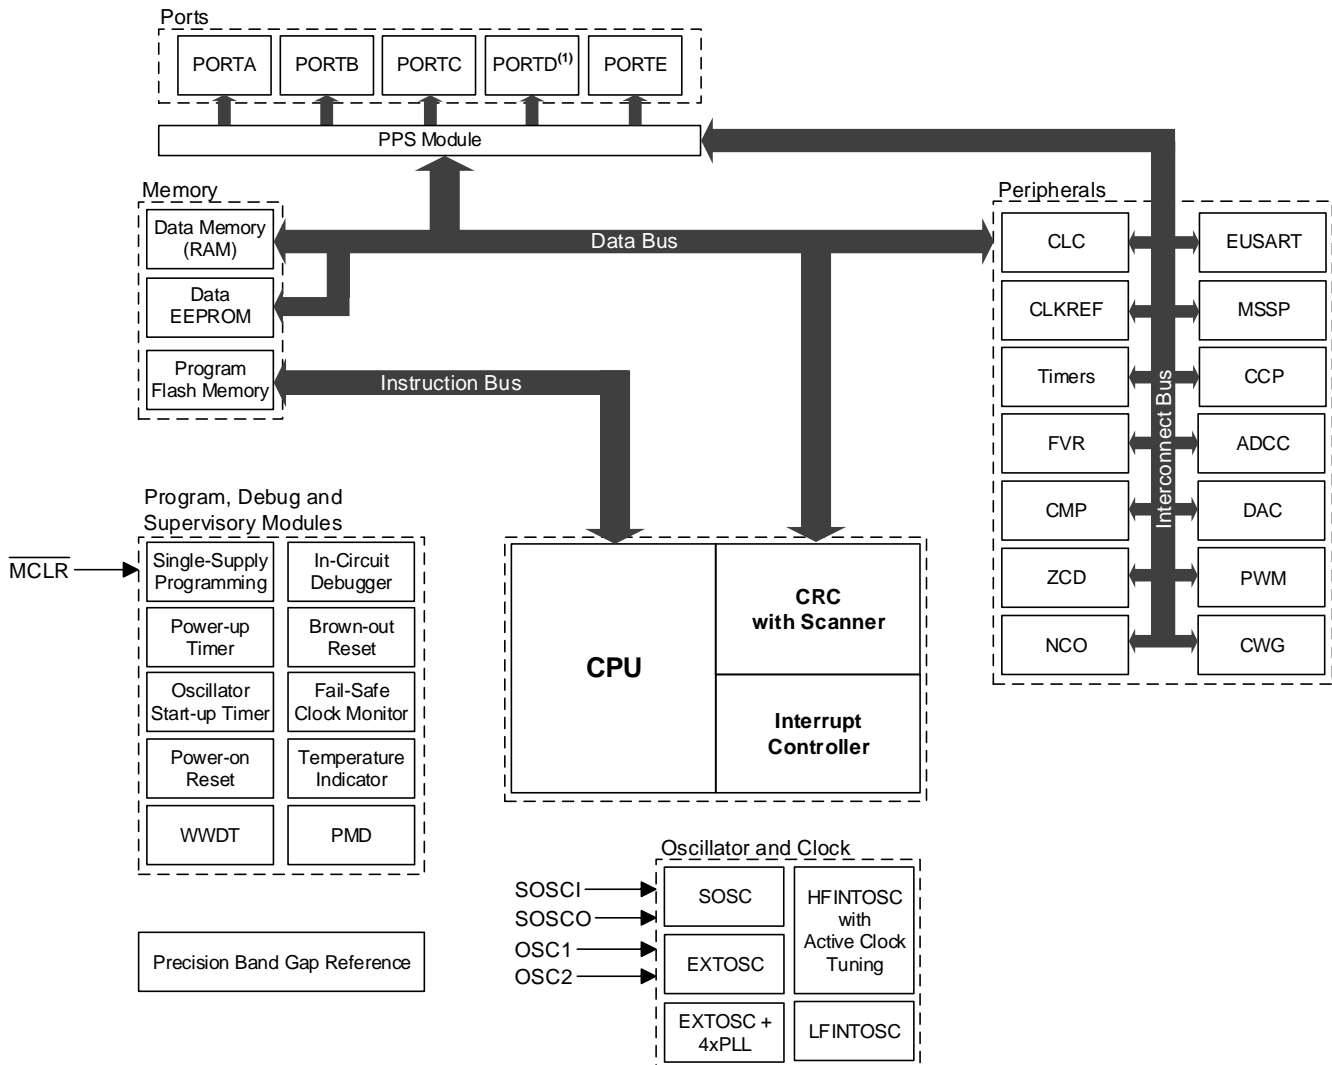 Ports
PORTA
PORTB
PORTC
PORTD(1)
PORTE
PPS Module
Memory
Data Memory
(RAM)
Data
EEPROM
Program
Flash Memory
Data Bus
Instruction Bus
Peripherals
CLC
EUSART
CLKREF
MSSP
Timers
CCP
FVR
ADCC
CMP
DAC
ZCD
PWM
NCO
CWG
Interconnect Bus
Program, Debug and
Supervisory Modules
MCLR
Single-Supply
Programming
In-Circuit
Debugger
Power-up
Timer
Brown-out
Reset
Oscillator
Start-up Timer
Fail-Safe
Clock Monitor
Power-on
Reset
Temperature
Indicator
WWDT
PMD
CPU
CRC
with Scanner
Interrupt
Controller
Oscillator and Clock
SOSCI
SOSCO
OSC1
OSC2
SOSC
HFINTOSC
with
Active Clock
Tuning
EXTOSC
EXTOSC +
4xPLL
LFINTOSC
Precision Band Gap Reference